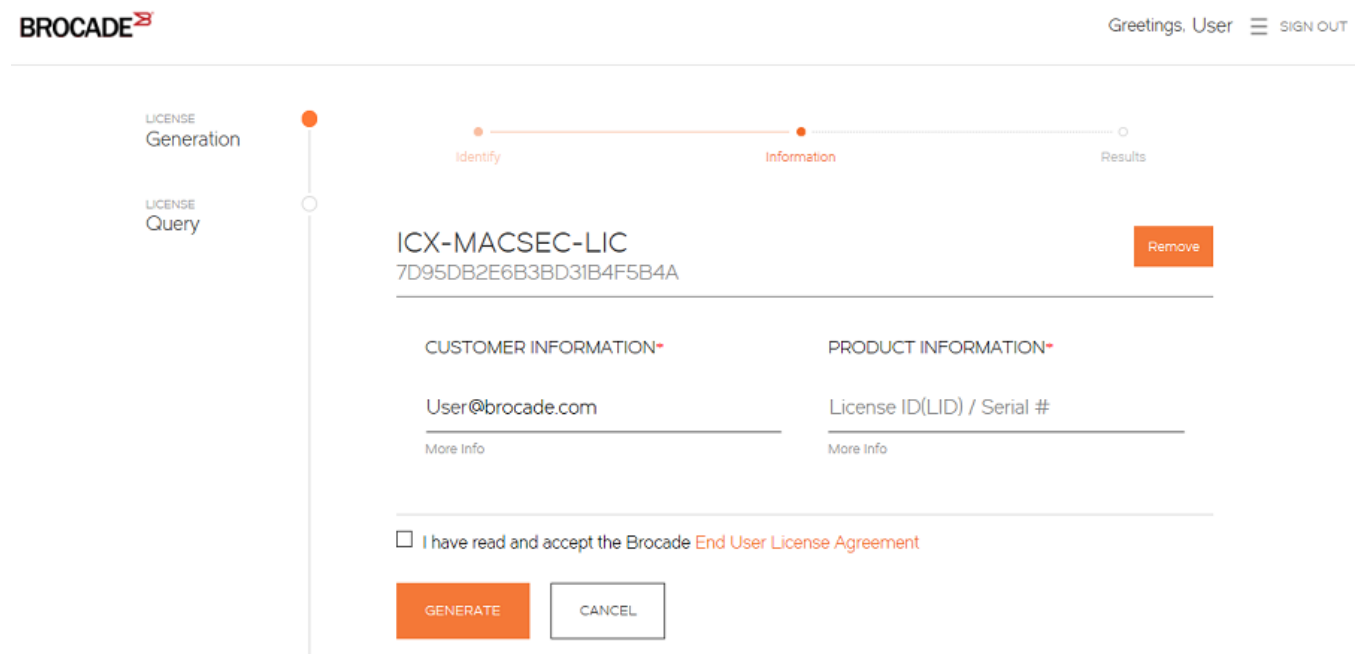 BROCADE
Greetings, User SIGN OUT
LICENSE
Generation
LICENSE
Query
Identify
Information
Results
ICX-MACSEC-LIC
7D95DB2E6B3BD31B4F5B4A
Remove
CUSTOMER INFORMATION*
User@brocade.com
More Info
PRODUCT INFORMATION*
License ID(LID) / Serial #
More Info
I have read and accept the Brocade End User License Agreement
GENERATE
CANCEL